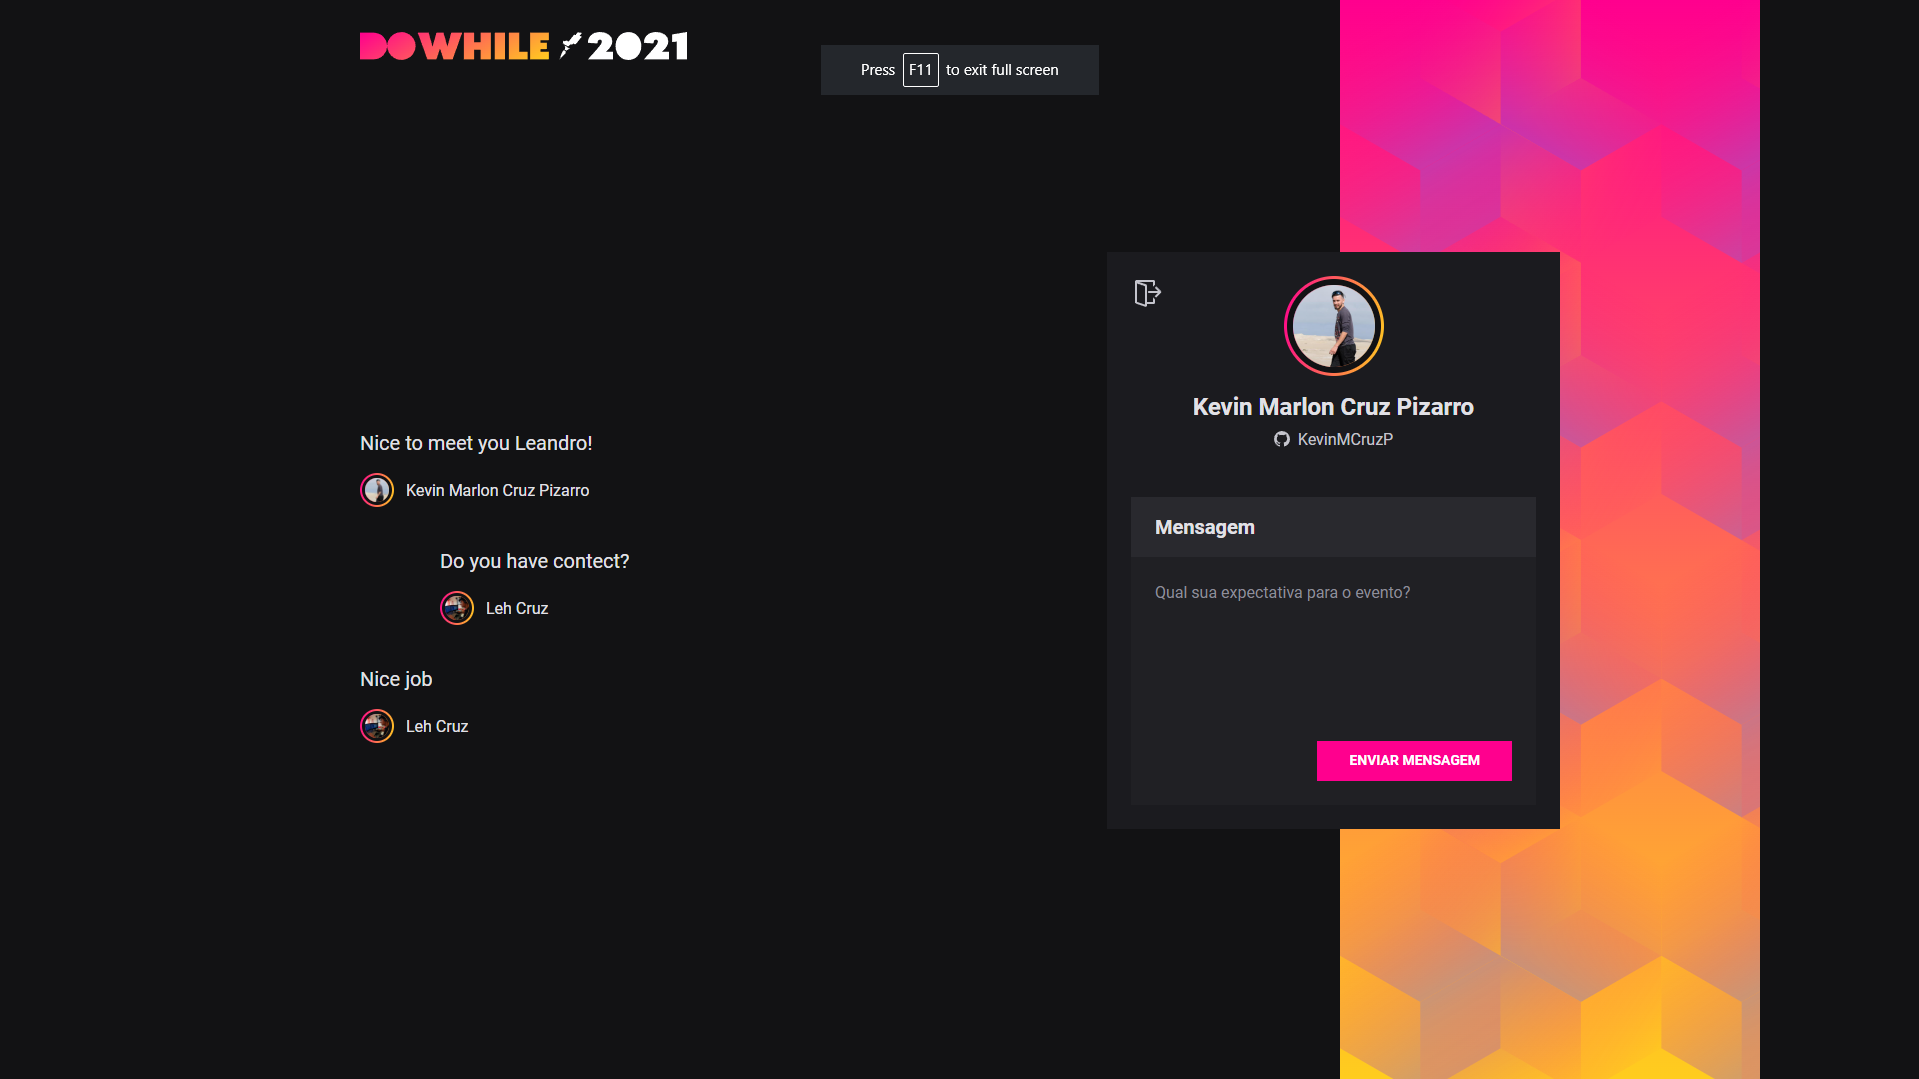 DOWHILE 2021
Press F11 to exit full screen
Nice to meet you Leandro!
Kevin Marlon Cruz Pizarro
Do you have contect?
Leh Cruz
Nice job
Leh Cruz
Kevin Marlon Cruz Pizarro
KevinMCruzP
Mensagem
Qual sua expectativa para o evento?
ENVIAR MENSAGEM